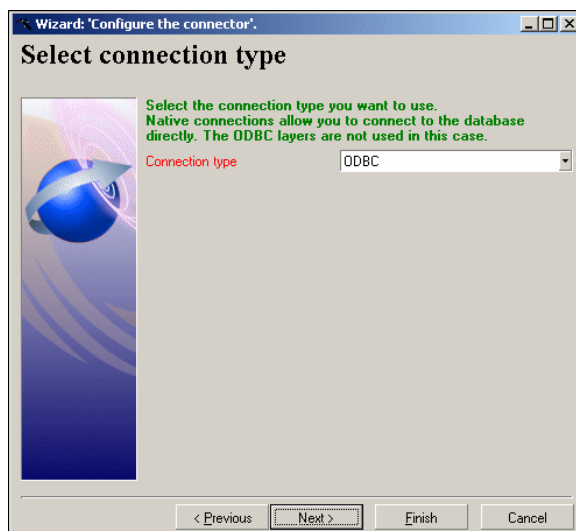 Wizard: 'Configure the connector'.
Select connection type
Select the connection type you want to use.
Native connections allow you to connect to the database
directly. The ODBC layers are not used in this case.
Connection type ODBC
< Previous Next > Finish Cancel